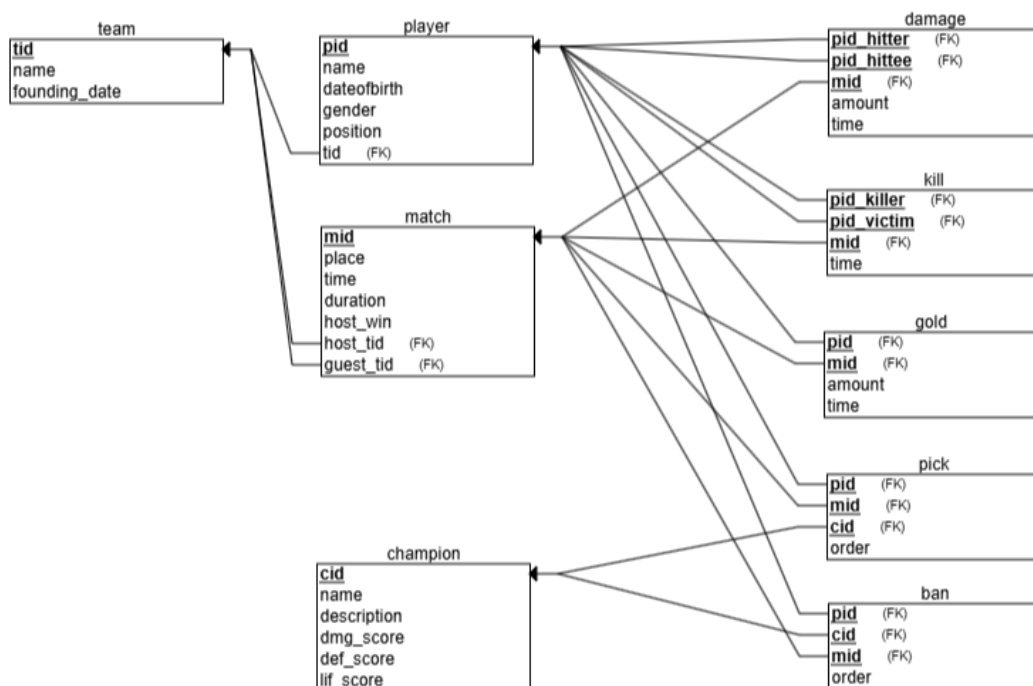 team
tid
name
founding_date
player
pid
name
dateofbirth
gender
position
tid (FK)
match
mid
place
time
duration
host_win
host_tid (FK)
guest_tid (FK)
champion
cid
name
description
dmg_score
def_score
lif_score
damage
pid_hitter (FK)
pid_hittee (FK)
mid (FK)
amount
time
kill
pid_killer (FK)
pid_victim (FK)
mid (FK)
time
gold
pid (FK)
mid (FK)
amount
time
pick
pid (FK)
mid (FK)
cid (FK)
order
ban
pid (FK)
cid (FK)
mid (FK)
order